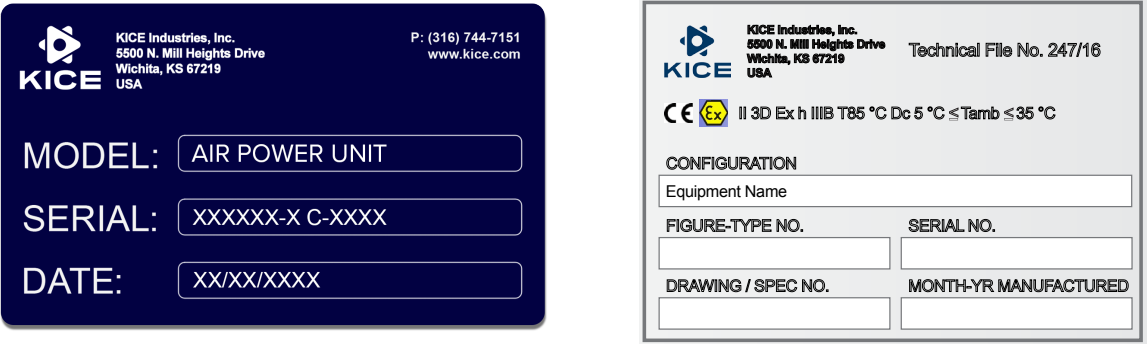 KICE
KICE Industries, Inc.
5500 N. Mill Heights Drive
Wichita, KS 67219
USA
P: (316) 744-7151
www.kice.com
MODEL: AIR POWER UNIT
SERIAL: XXXXXX-X C-XXXX
DATE: XX/XX/XXXX
KICE
KICE Industries, Inc.
5500 N. Mill Heights Drive
Wichita, KS 67219
USA
Technical File No. 247/16
CE Ex II 3D Ex h IIIB T85 °C Dc 5 °C ≤Tamb ≤35 °C
CONFIGURATION
Equipment Name
FIGURE-TYPE NO. SERIAL NO.
DRAWING / SPEC NO. MONTH-YR MANUFACTURED